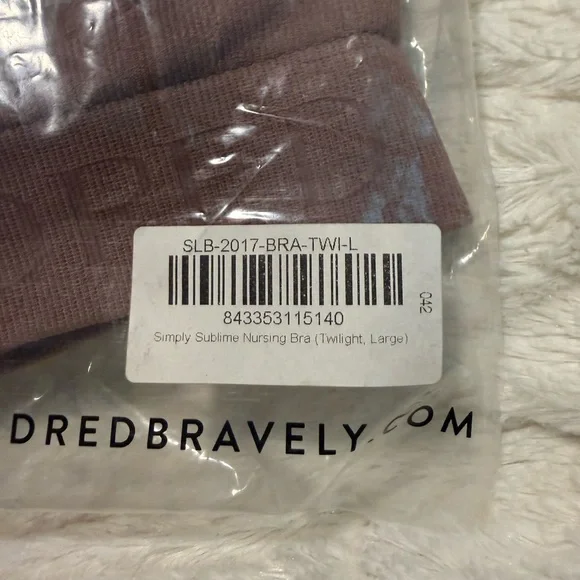 SLB-2017-BRA-TWI-L
843353115140
042
Simply Sublime Nursing Bra (Twilight, Large)
DREDBRAVELY.COM